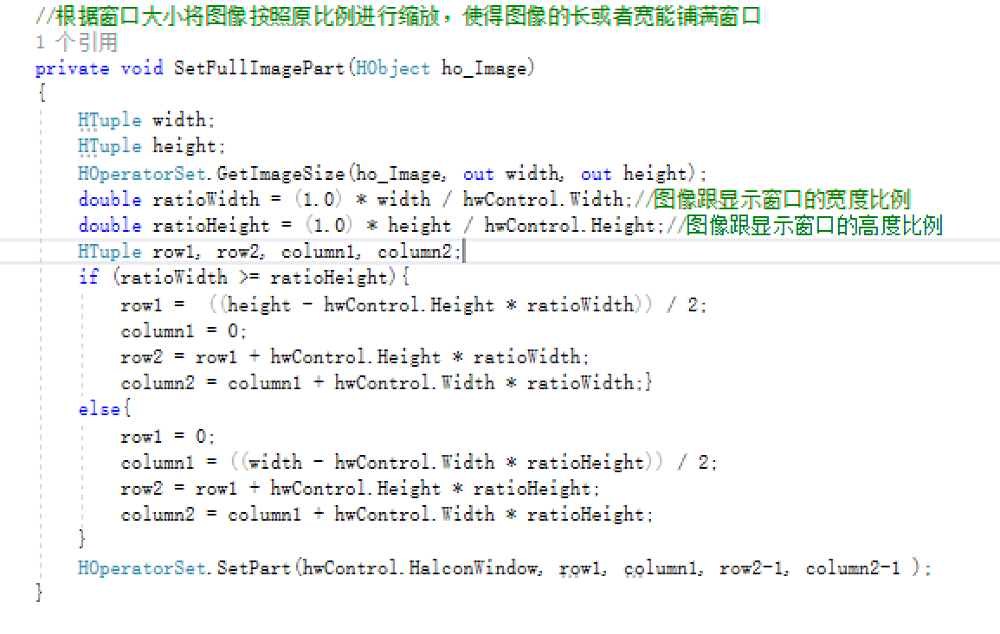 //根据窗口大小将图像按照原比例进行缩放，使得图像的长或者宽能铺满窗口
1 个引用
private void SetFullImagePart(HObject ho_Image)
{
HTuple width;
HTuple height;
HOperatorSet.GetImageSize(ho_Image, out width, out height);
double ratioWidth = (1.0) * width / hwControl.Width;//图像跟显示窗口的宽度比例
double ratioHeight = (1.0) * height / hwControl.Height;//图像跟显示窗口的高度比例
HTuple row1, row2, column1, column2;
if (ratioWidth >= ratioHeight){
row1 =  ((height - hwControl.Height * ratioWidth)) / 2;
column1 = 0;
row2 = row1 + hwControl.Height * ratioWidth;
column2 = column1 + hwControl.Width * ratioWidth;}
else{
row1 = 0;
column1 = ((width - hwControl.Width * ratioHeight)) / 2;
row2 = row1 + hwControl.Height * ratioHeight;
column2 = column1 + hwControl.Width * ratioHeight;
}
HOperatorSet.SetPart(hwControl.HalconWindow, row1, column1, row2-1, column2-1 );
}